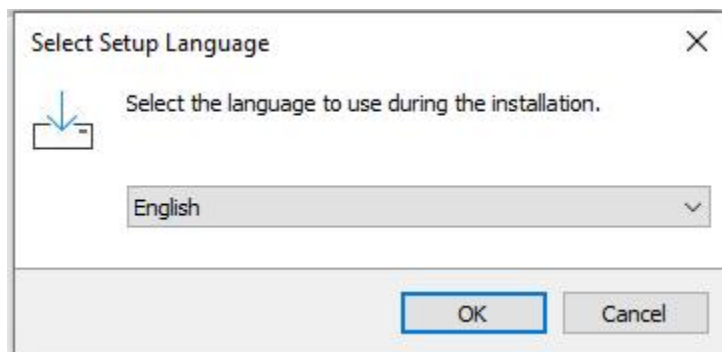 Select Setup Language
Select the language to use during the installation.
English
OK
Cancel